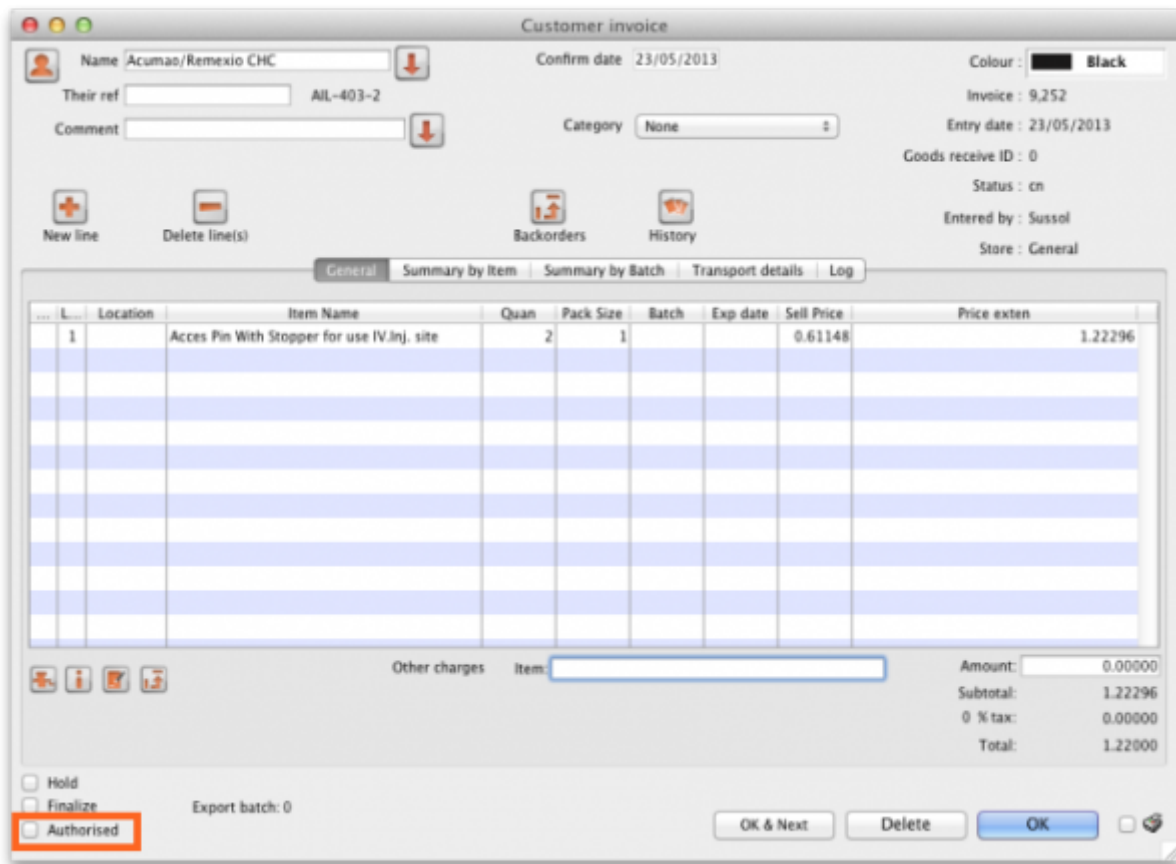 Customer invoice
Name Acumao/Remexio CHC Confirm date 23/05/2013 Colour : Black
Their ref AIL-403-2 Invoice : 9,252
Comment Category None Entry date : 23/05/2013
Goods receive ID : 0
Status : cn
New line Delete line(s) Backorders History Entered by : Sussol
Store : General
General Summary by Item Summary by Batch Transport details Log
... L... Location Item Name Quan Pack Size Batch Exp date Sell Price Price exten
1 Acces Pin With Stopper for use IV.Inj. site 2 1 0.61148 1.22296
Other charges Item: Amount: 0.00000
Subtotal: 1.22296
0 % tax: 0.00000
Total: 1.22000
Hold
Finalize Export batch: 0
Authorised OK & Next Delete OK